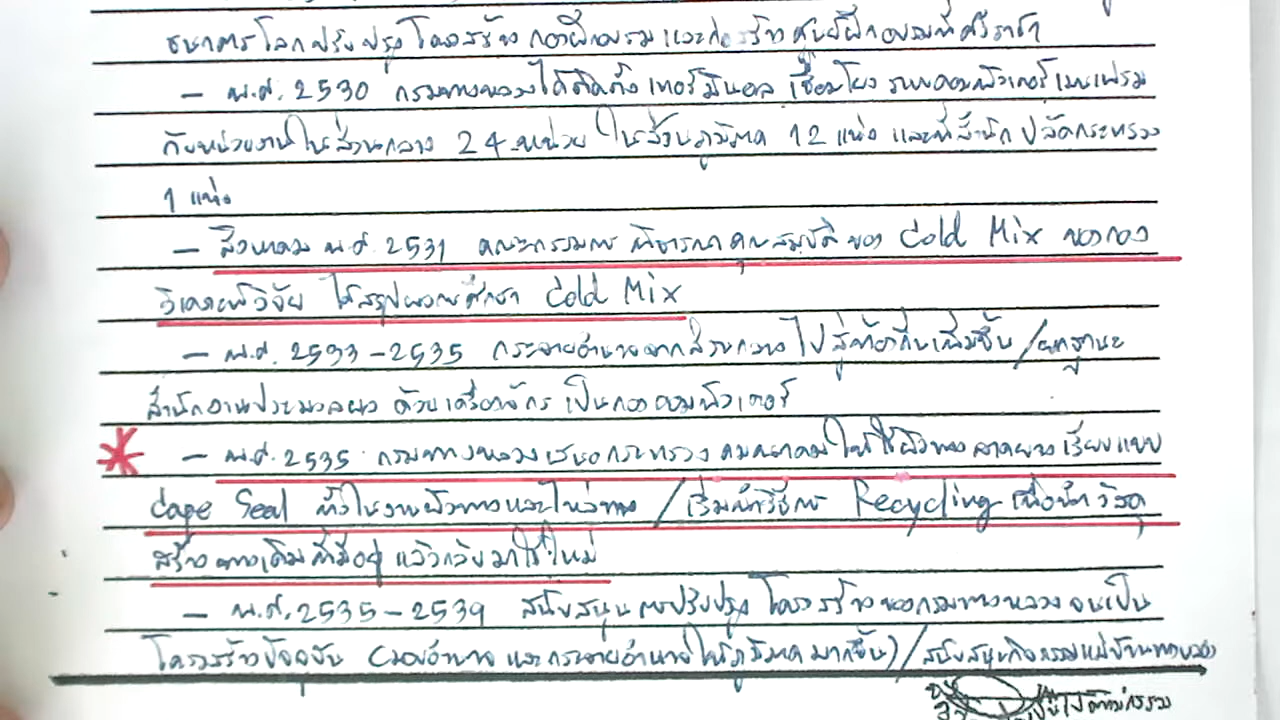 ธนาคารโลกปรับปรุงโครงสร้าง กองฝึกอบรม และก่อสร้างศูนย์ฝึกอบรมที่ศรีราชา
– พ.ศ. 2530 กรมทางหลวงได้ติดตั้ง เทอร์มินอล เชื่อมโยง ระบบคอมพิวเตอร์เมนเฟรม
กับหน่วยงานในส่วนกลาง 24 หน่วย ในส่วนภูมิภาค 12 แห่ง และที่สำนักปลัดกระทรวง
1 แห่ง
– สิงหาคม พ.ศ. 2531 คณะกรรมการ พิจารณาคุณสมบัติ ของ Cold Mix ของกอง
วิเคราะห์วิจัย ได้สรุปผลการศึกษา Cold Mix
– พ.ศ. 2533 – 2535 กระจายอำนาจจากส่วนกลาง ไปสู่ท้องถิ่นเพิ่มขึ้น / ยกฐานะ
สำนักงานประมวลผล ด้วยเครื่องจักร เป็นกองคอมพิวเตอร์
* – พ.ศ. 2535 กรมทางหลวงเสนอกระทรวงคมนาคมให้ใช้ผิวทางลาดยาง เรียบแบบ
Cape Seal ทั้งในงานผิวทางและไหล่ทาง / เริ่มนำวิธีการ Recycling เพื่อนำวัสดุ
สร้างทางเดิมที่มีอยู่ แล้วกลับมาใช้ใหม่
– พ.ศ. 2535 – 2539 สนับสนุนการปรับปรุง โครงสร้างของกรมทางหลวง จนเป็น
โครงสร้างปัจจุบัน (มอบอำนาจ และกระจายอำนาจในภูมิภาคมากขึ้น) / สนับสนุนกิจกรรมแม่บ้านทางหลวง
เป็นไปตาม